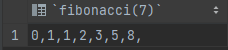 `fibonacci(7)`
1 0,1,1,2,3,5,8,